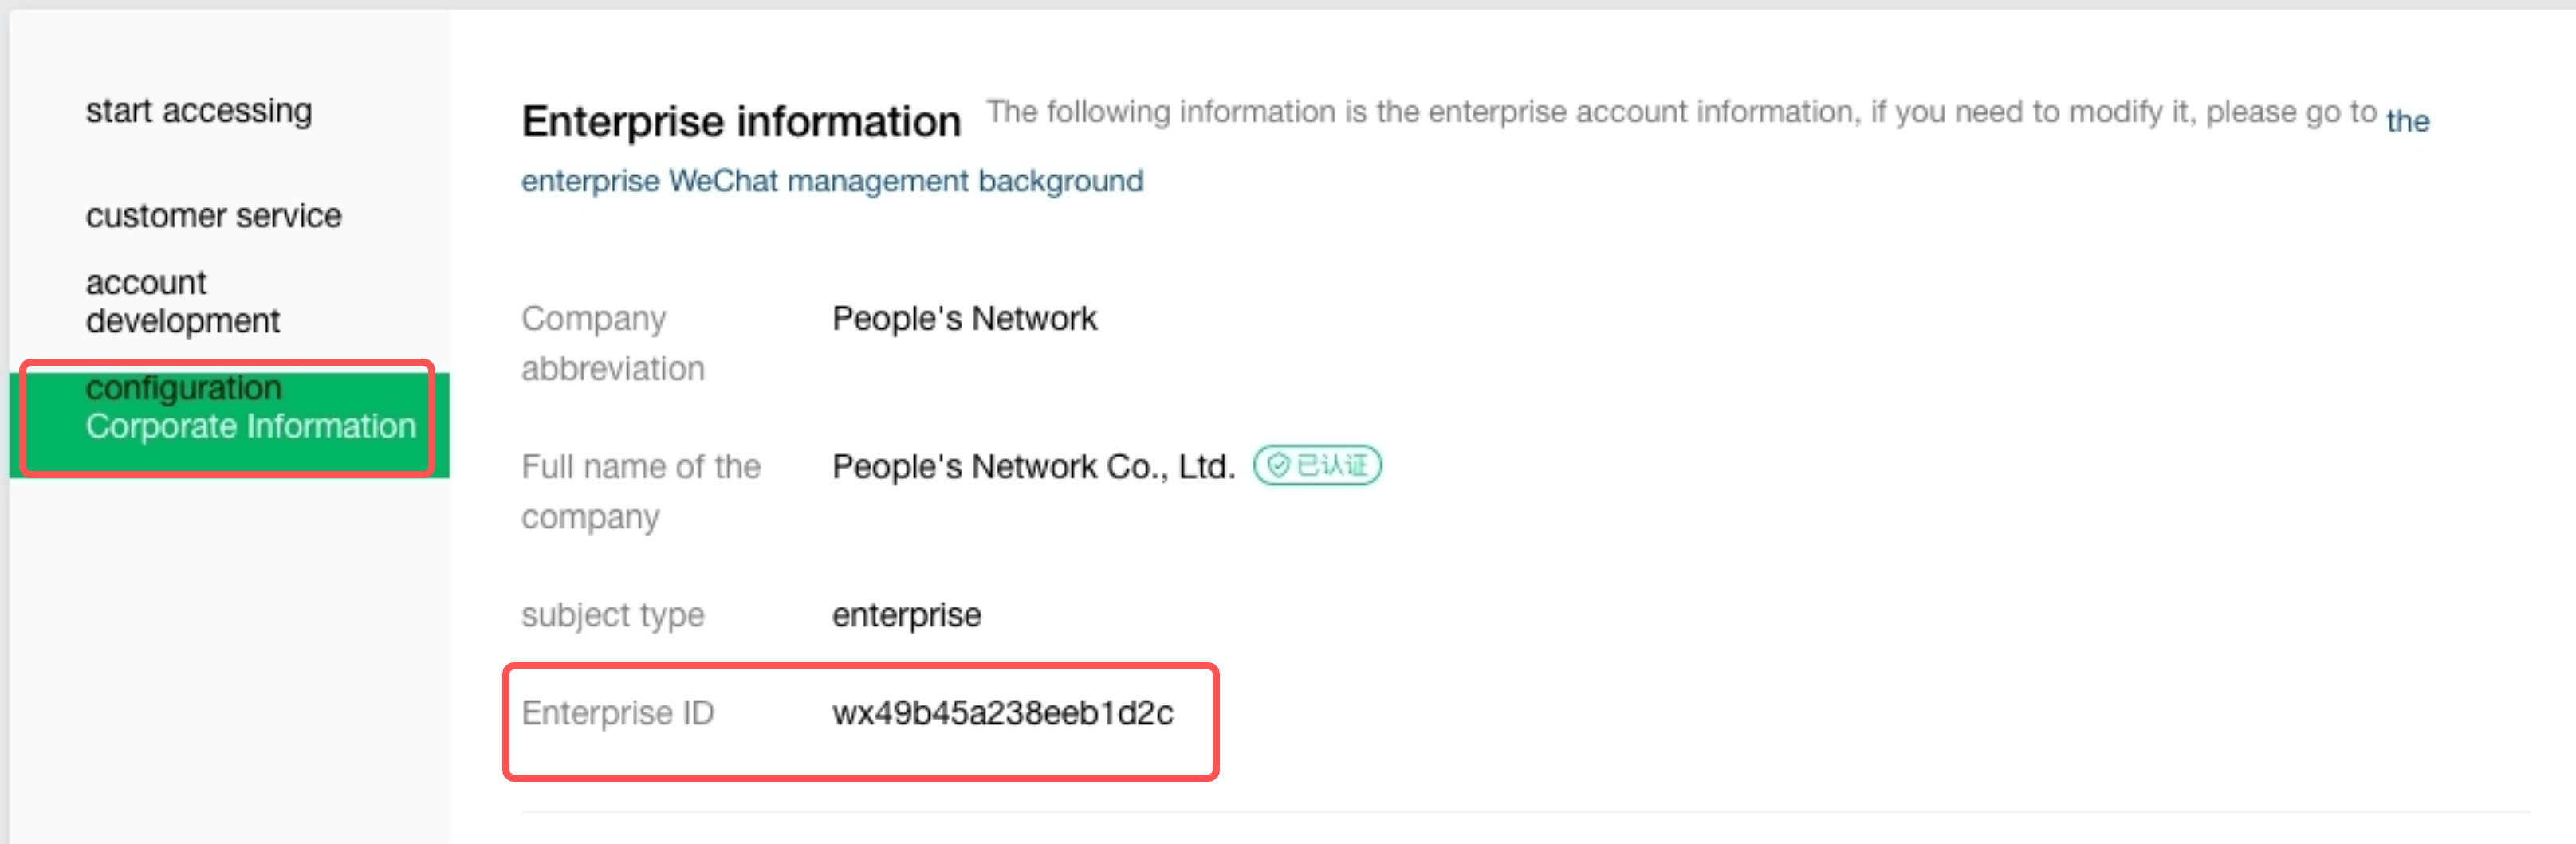 start accessing
customer service
account
development
configuration
Corporate Information
Enterprise information The following information is the enterprise account information, if you need to modify it, please go to the
enterprise WeChat management background
Company
abbreviation
People's Network
Full name of the
company
People's Network Co., Ltd. 已认证
subject type
enterprise
Enterprise ID
wx49b45a238eeb1d2c